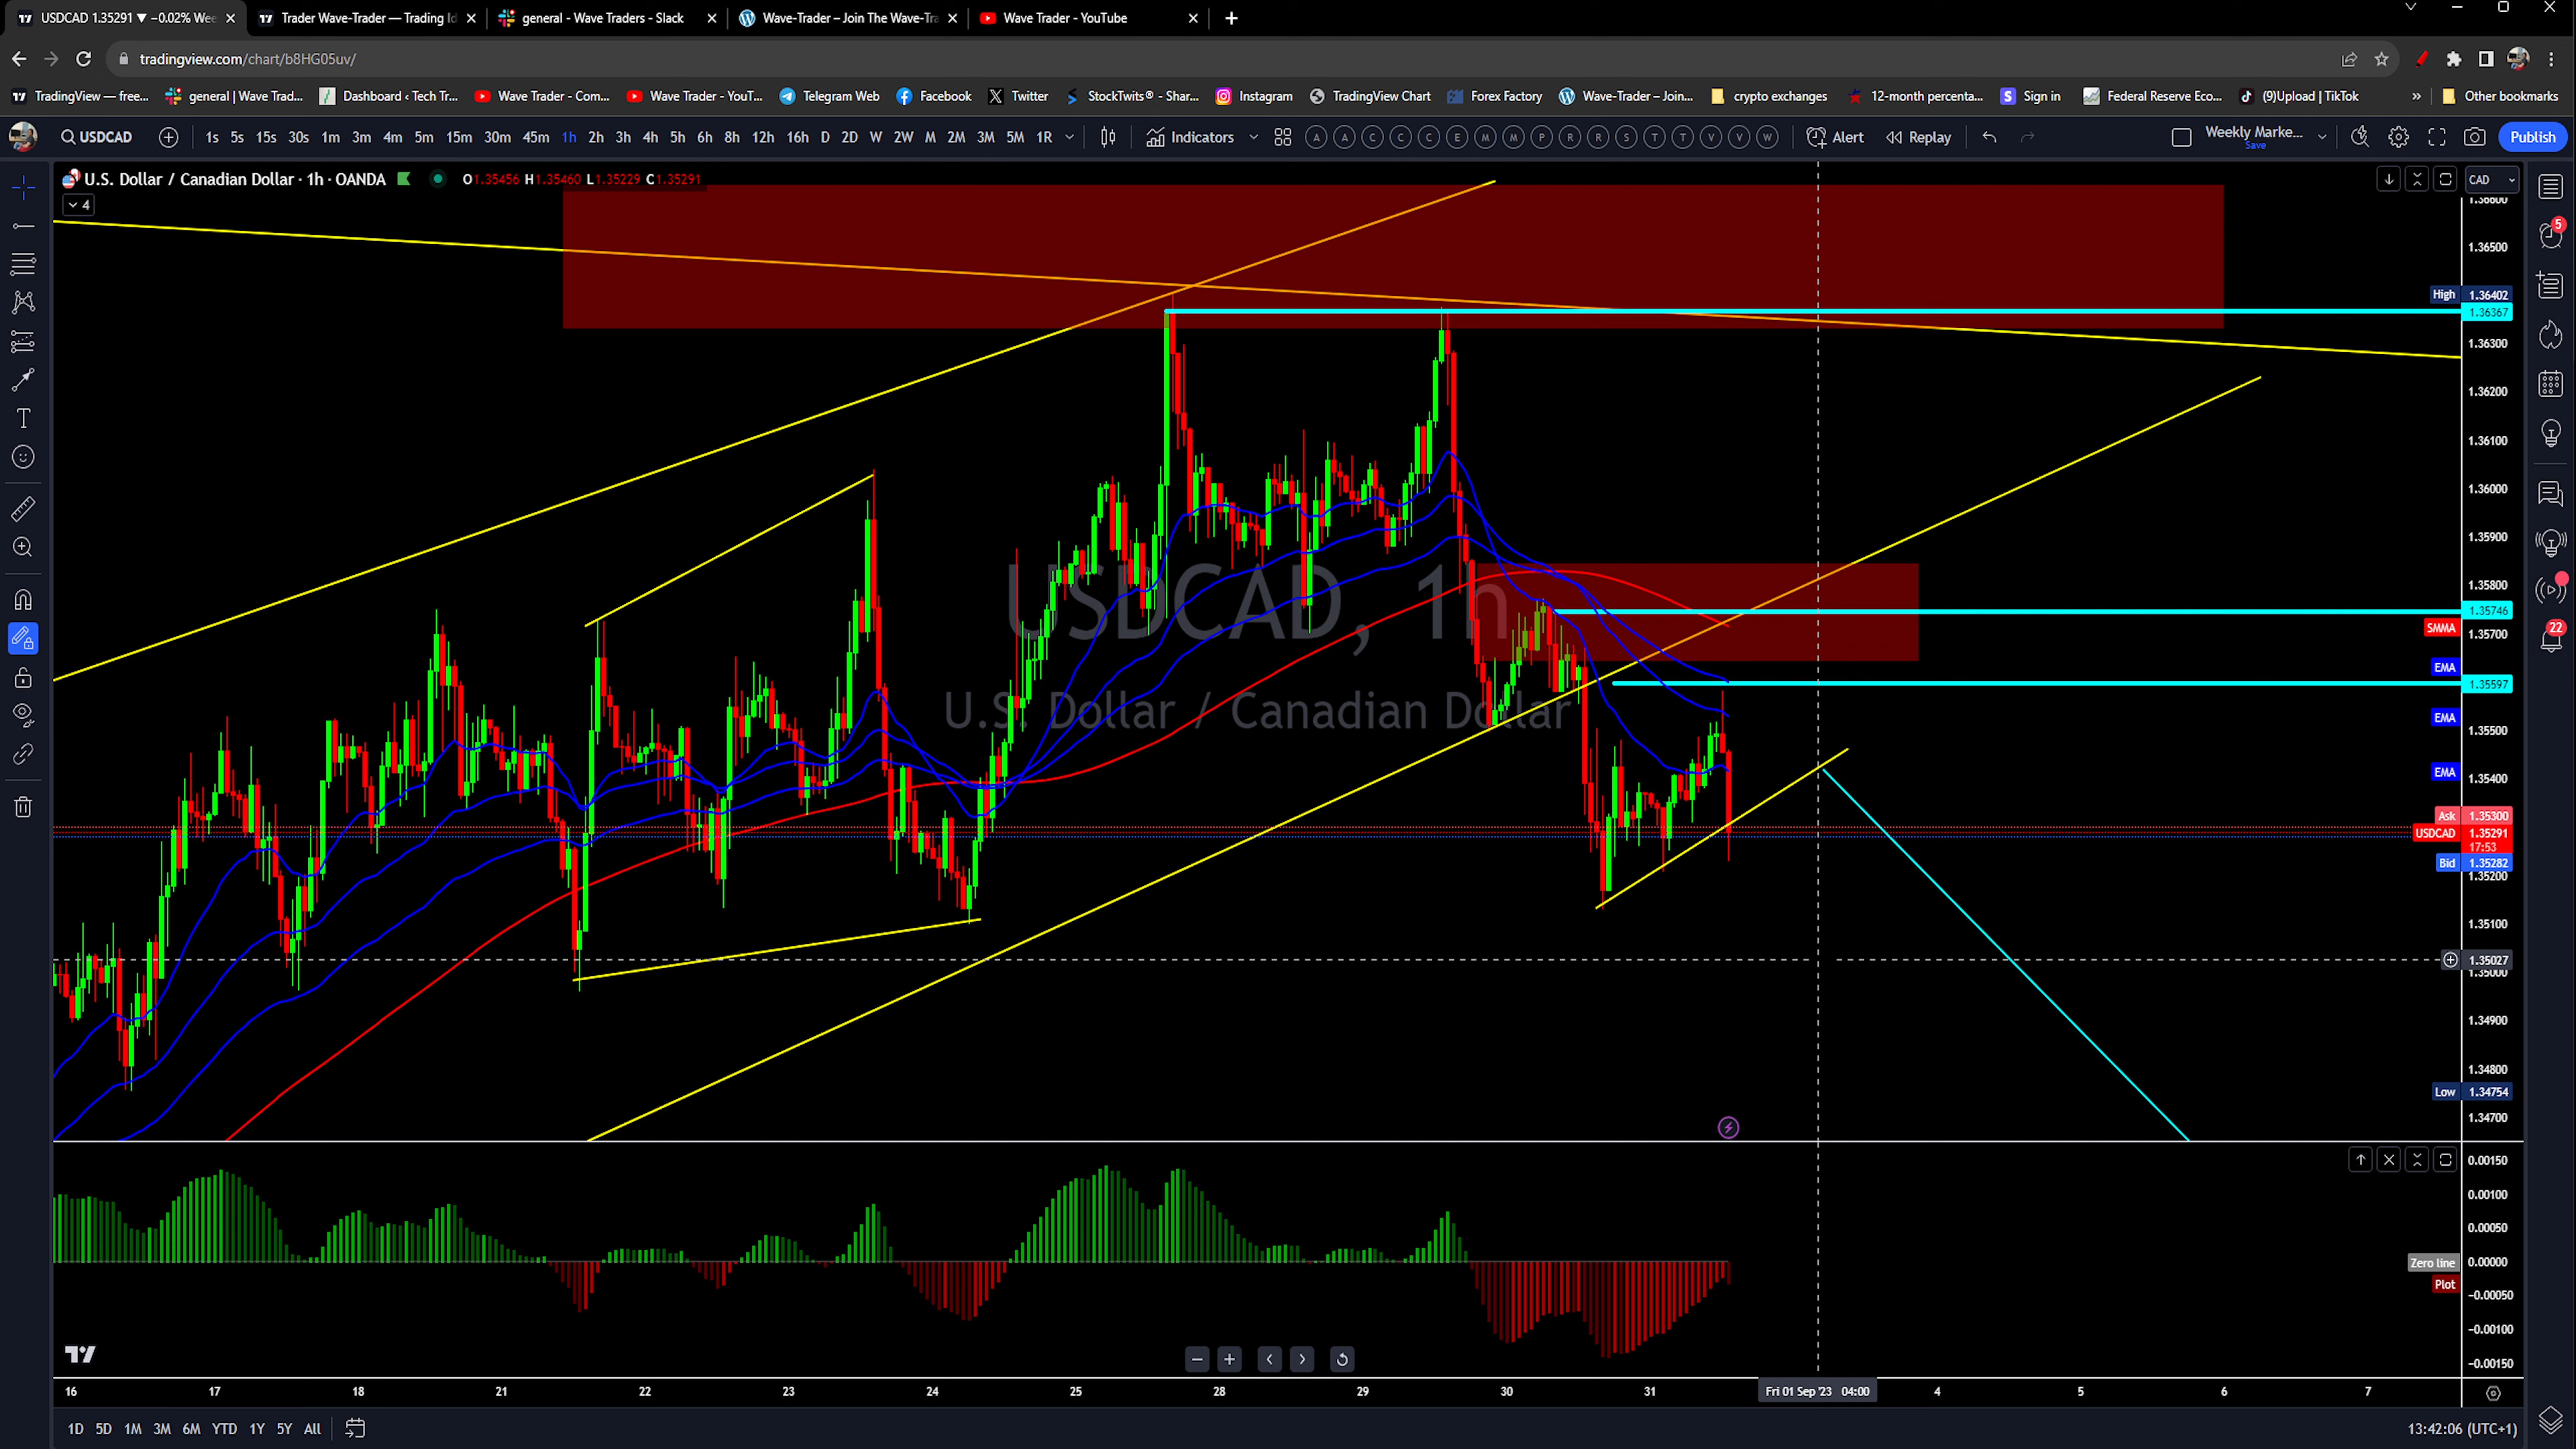 USDCAD 1.35291 ▼ −0.02% Wee
Trader Wave-Trader — Trading Id
general - Wave Traders - Slack
Wave-Trader – Join The Wave-Tra
Wave Trader - YouTube
tradingview.com/chart/b8HG05uv/
TradingView — free...
general | Wave Trad...
Dashboard ‹ Tech Tr...
Wave Trader - Com...
Wave Trader - YouT...
Telegram Web
Facebook
Twitter
StockTwits® - Shar...
Instagram
TradingView Chart
Forex Factory
Wave-Trader – Join...
crypto exchanges
12-month percenta...
Sign in
Federal Reserve Eco...
(9)Upload | TikTok
»
Other bookmarks
USDCAD
1s 5s 15s 30s 1m 3m 4m 5m 15m 30m 45m 1h 2h 3h 4h 5h 6h 8h 12h 16h D 2D W 2W M 2M 3M 5M 1R
Indicators
A A C C C E M M P R R S T T V V W
Alert
Replay
Weekly Marke...
Save
Publish
U.S. Dollar / Canadian Dollar · 1h · OANDA
O1.35456 H1.35460 L1.35229 C1.35291
4
CAD
USDCAD, 1h
U.S. Dollar / Canadian Dollar
1.36600
1.36500
High 1.36402
1.36367
1.36300
1.36200
1.36100
1.36000
1.35900
1.35800
1.35746
SMMA
1.35700
EMA
1.35597
EMA
1.35500
EMA
1.35400
Ask 1.35300
USDCAD 1.35291
17:53
Bid 1.35282
1.35200
1.35100
1.35027
1.35000
1.34900
1.34800
Low 1.34754
1.34700
0.00150
0.00100
0.00050
Zero line 0.00000
Plot
−0.00050
−0.00100
−0.00150
5
22
16 17 18 21 22 23 24 25 28 29 30 31 Fri 01 Sep '23 04:00 4 5 6 7
1D 5D 1M 3M 6M YTD 1Y 5Y All
13:42:06 (UTC+1)